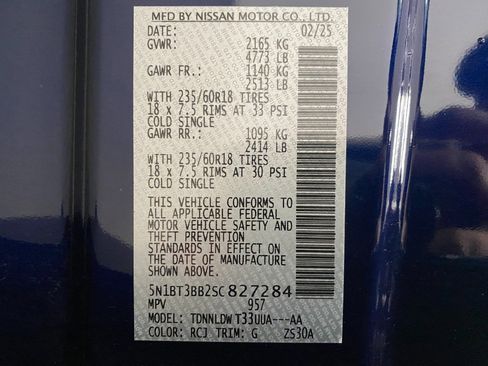 MFD BY NISSAN MOTOR CO., LTD.
DATE: 02/25
GVWR: 2165 KG
4773 LB
GAWR FR.: 1140 KG
2513 LB
WITH 235/60R18 TIRES
18 x 7.5 RIMS AT 33 PSI
COLD SINGLE
GAWR RR.: 1095 KG
2414 LB
WITH 235/60R18 TIRES
18 x 7.5 RIMS AT 30 PSI
COLD SINGLE
THIS VEHICLE CONFORMS TO
ALL APPLICABLE FEDERAL
MOTOR VEHICLE SAFETY AND
THEFT PREVENTION
STANDARDS IN EFFECT ON
THE DATE OF MANUFACTURE
SHOWN ABOVE.
5N1BT3BB2SC827284
MPV 957
MODEL: TDNNLDW T33UUA---AA
COLOR: RCJ TRIM: G ZS30A